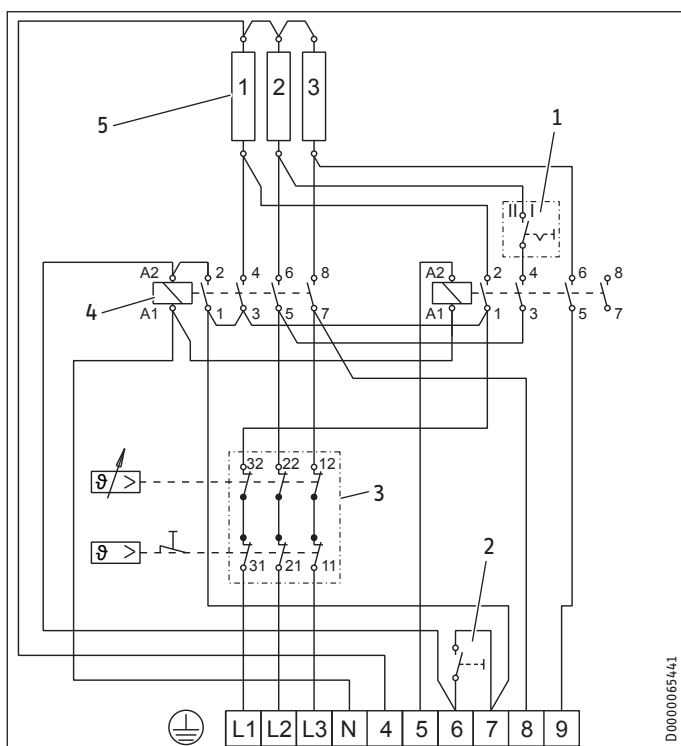 1 2 3
5
1
II I
A2 2 4 6 8 A2 2 4 6 8
4
A1 1 3 5 7 A1 1 3 5 7
32 22 12
ϑ >
3
ϑ >
31 21 11
2
L1 L2 L3 N 4 5 6 7 8 9
D0000065441